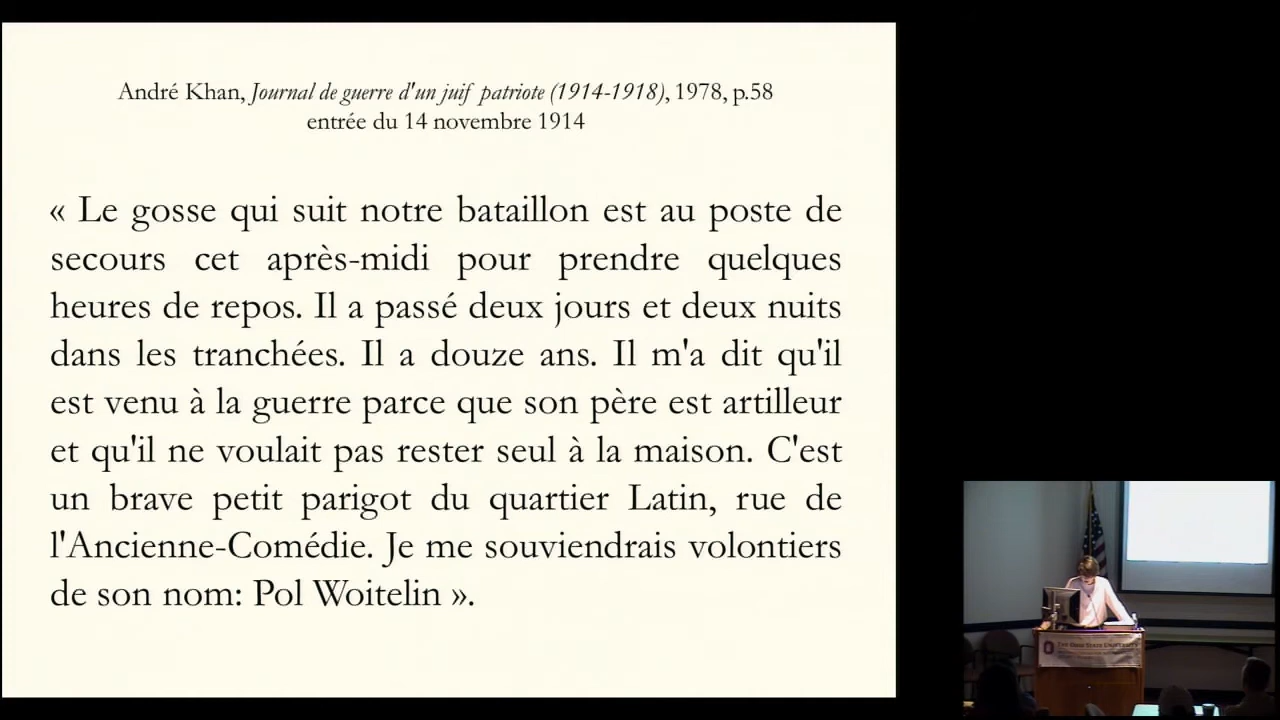 André Khan, Journal de guerre d'un juif patriote (1914-1918), 1978, p.58
entrée du 14 novembre 1914
« Le gosse qui suit notre bataillon est au poste de
secours cet après-midi pour prendre quelques
heures de repos. Il a passé deux jours et deux nuits
dans les tranchées. Il a douze ans. Il m'a dit qu'il
est venu à la guerre parce que son père est artilleur
et qu'il ne voulait pas rester seul à la maison. C'est
un brave petit parigot du quartier Latin, rue de
l'Ancienne-Comédie. Je me souviendrais volontiers
de son nom: Pol Woitelin ».
The Ohio State University